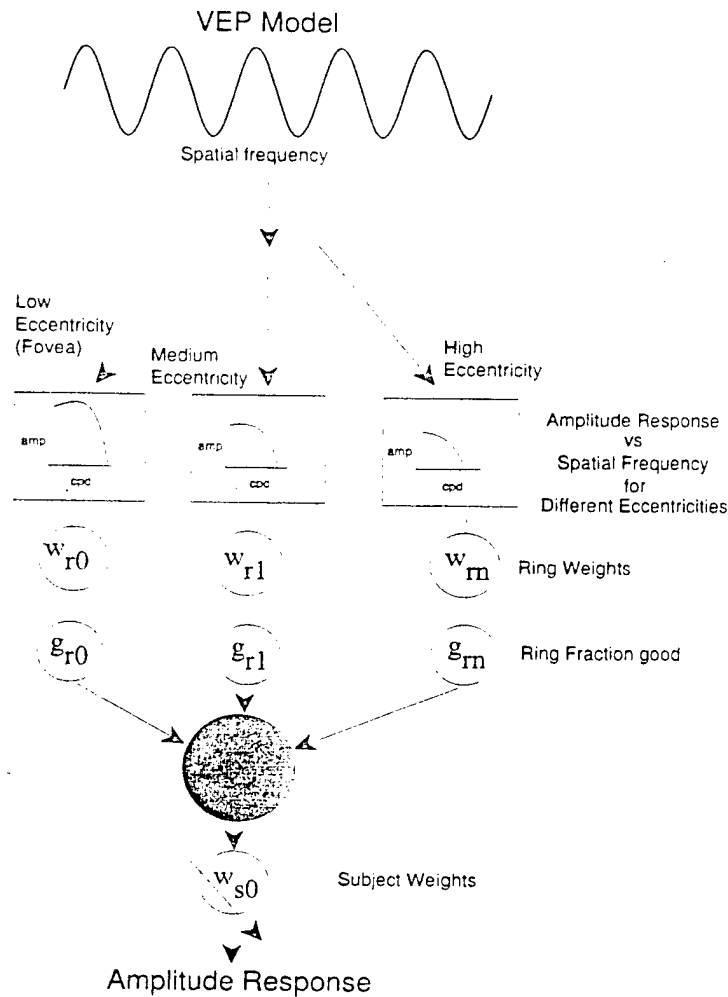 VEP Model
Spatial frequency
Low
Eccentricity
(Fovea)
Medium
Eccentricity
High
Eccentricity
amp
cpd
amp
cpd
amp
cpd
Amplitude Response
vs
Spatial Frequency
for
Different Eccentricities
wr0
wr1
wrn
Ring Weights
gr0
gr1
grn
Ring Fraction good
ws0
Subject Weights
Amplitude Response